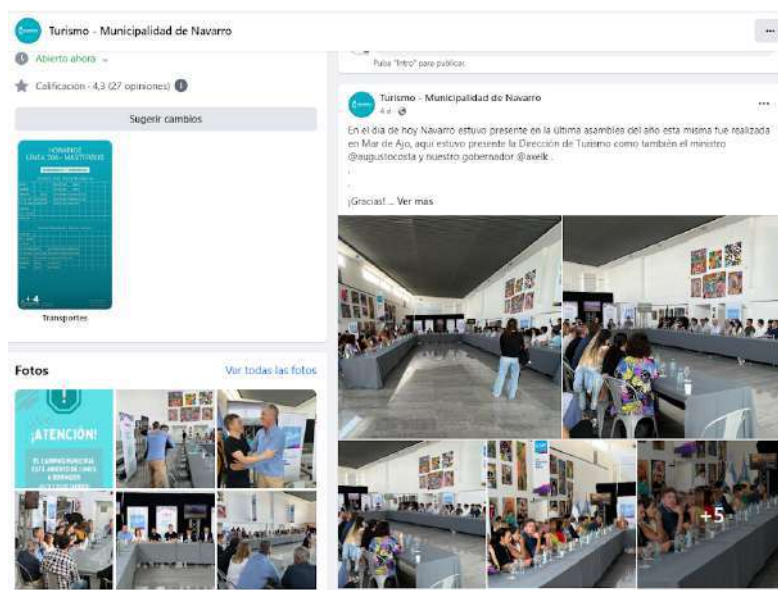 Turismo - Municipalidad de Navarro
Abierto ahora
Calificación - 4,3 (27 opiniones)
Sugerir cambios
HORARIOS
+4
Transportes
Fotos
Ver todas las fotos
¡ATENCIÓN!
Pulsa "Intro" para publicar.
Turismo - Municipalidad de Navarro
4 d
En el día de hoy Navarro estuvo presente en la última asamblea del año esta misma fue realizada
en Mar de Ajo, aquí estuvo presente la Dirección de Turismo como también el ministro
@augustocosta y nuestro gobernador @axelk .
.
.
¡Gracias! ... Ver más
+5